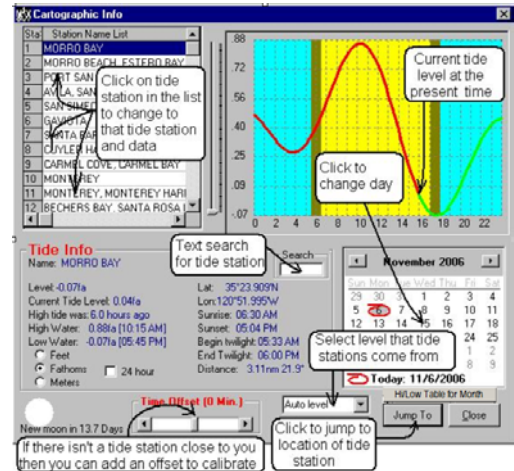 Cartographic Info
Sta Station Name List
1 MORRO BAY
2 MORRO BEACH, ESTERO BAY
3 PORT SAN
4 AVILA, SAN
5 SAN SIMEO
6 GAVIOTA
7 SANTA BAR
8 CUYLER HA
9 CARMEL COVE, CARMEL BAY
10 MONTEREY
11 MONTEREY, MONTEREY HARI
12 BECHERS BAY, SANTA ROSA I
Click on tide
station in the list
to change to
that tide station
and data
.88
.72
.56
.41
.25
.09
-.07
0 2 4 6 8 10 12 14 16 18 20 22
Current tide
level at the
present time
Click to
change day
Text search
for tide station
Search
Tide Info
Name: MORRO BAY
Level:-0.07fa
Current Tide Level: 0.04fa
High tide was: 6.0 hours ago
High Water: 0.88fa [10:15 AM]
Low Water: -0.07fa [05:45 PM]
Feet
Fathoms
Meters
24 hour
Lat: 35°23.909N
Lon:120°51.995W
Sunrise: 06:30 AM
Sunset: 05:04 PM
Begin twilight:05:33 AM
End Twilight: 06:00 PM
Distance: 3.11nm 21.9°
November 2006
Sun Mon Tue Wed Thu Fri Sat
29 30 31 1 2 3 4
5 6 7 8 9 10 11
12 13 14 15 16 17 18
24 25
1 2
8 9
Today: 11/6/2006
Select level that tide
stations come from
Hi/Low Table for Month
New moon in 13.7 Days
Time Offset (0 Min.)
Auto level
Jump To
Close
If there isn't a tide station close to you
then you can add an offset to calibrate
Click to jump to
location of tide
station